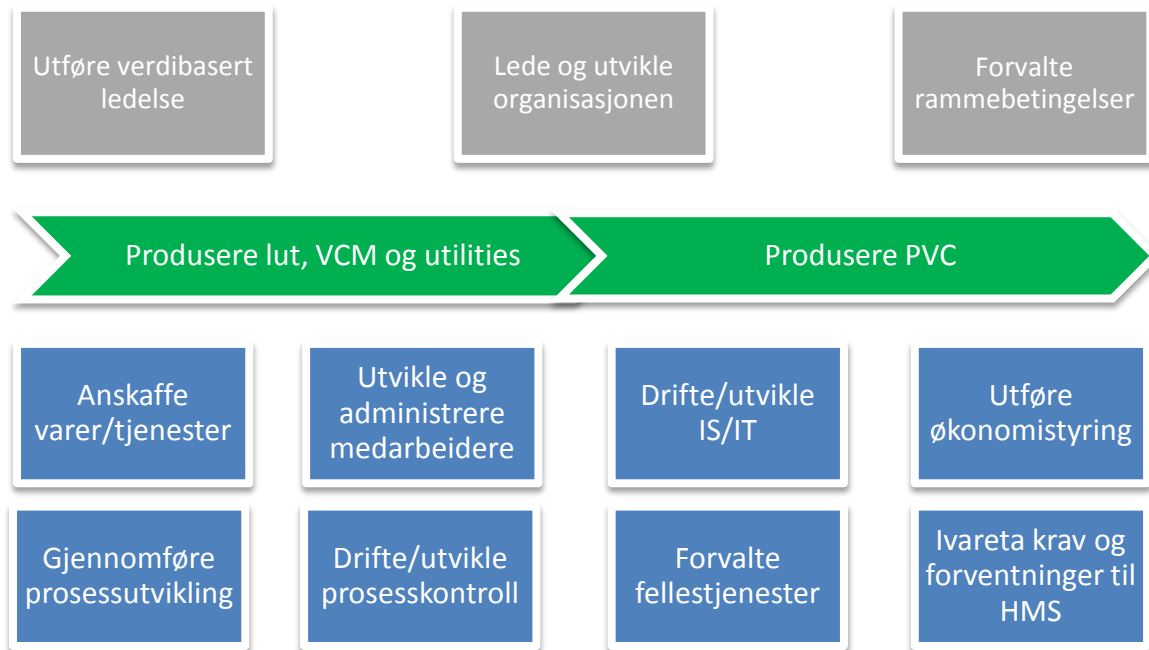 Utføre verdibasert
ledelse
Lede og utvikle
organisasjonen
Forvalte
rammebetingelser
Produsere lut, VCM og utilities
Produsere PVC
Anskaffe
varer/tjenester
Utvikle og
administrere
medarbeidere
Drifte/utvikle
IS/IT
Utføre
økonomistyring
Gjennomføre
prosessutvikling
Drifte/utvikle
prosesskontroll
Forvalte
fellestjenester
Ivareta krav og
forventninger til
HMS